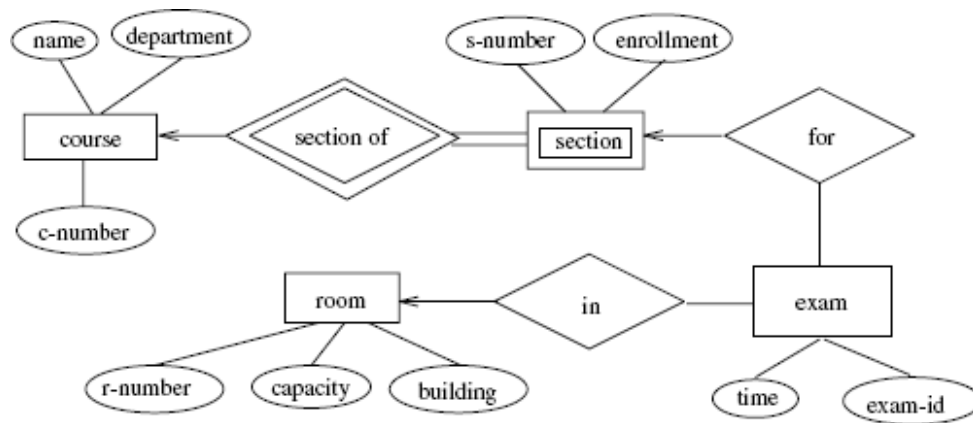 name
department
s-number
enrollment
course
section of
section
for
c-number
room
in
exam
r-number
capacity
building
time
exam-id